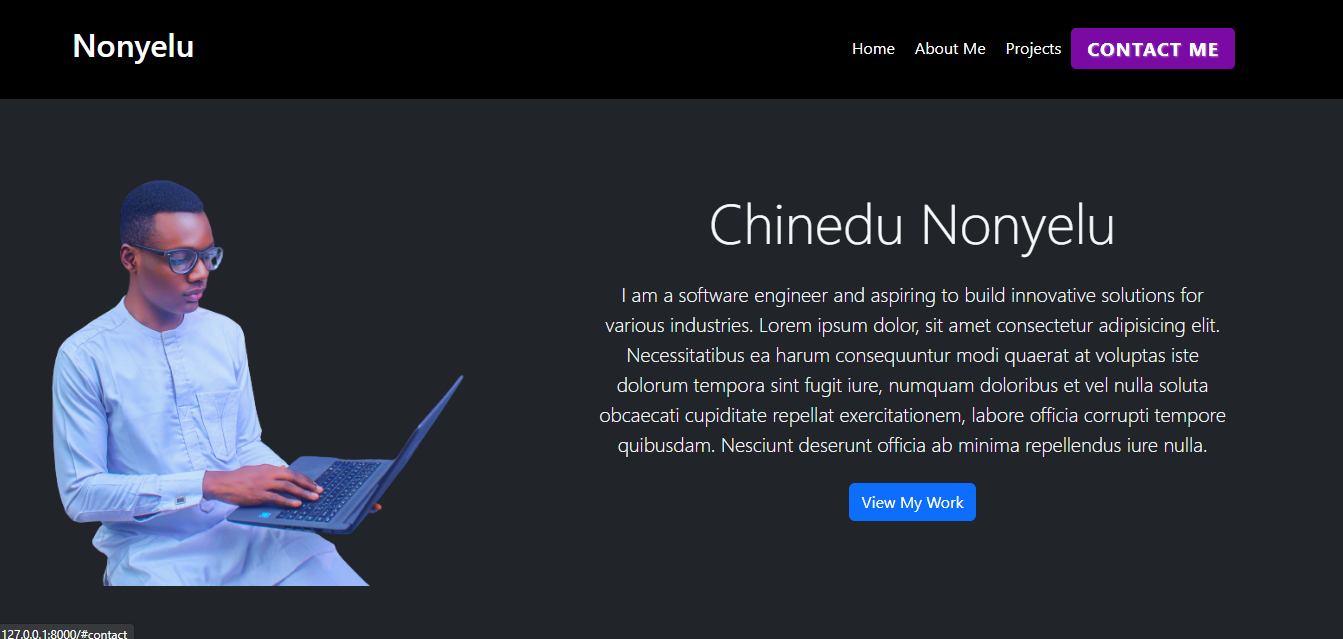 Nonyelu
Home About Me Projects CONTACT ME
Chinedu Nonyelu
I am a software engineer and aspiring to build innovative solutions for
various industries. Lorem ipsum dolor, sit amet consectetur adipisicing elit.
Necessitatibus ea harum consequuntur modi quaerat at voluptas iste
dolorum tempora sint fugit iure, numquam doloribus et vel nulla soluta
obcaecati cupiditate repellat exercitationem, labore officia corrupti tempore
quibusdam. Nesciunt deserunt officia ab minima repellendus iure nulla.
View My Work
127.0.0.1:8000/#contact